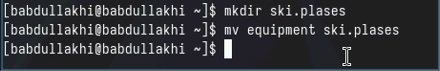 [babdullakhi@babdullakhi ~]$ mkdir ski.plases
[babdullakhi@babdullakhi ~]$ mv equipment ski.plases
[babdullakhi@babdullakhi ~]$